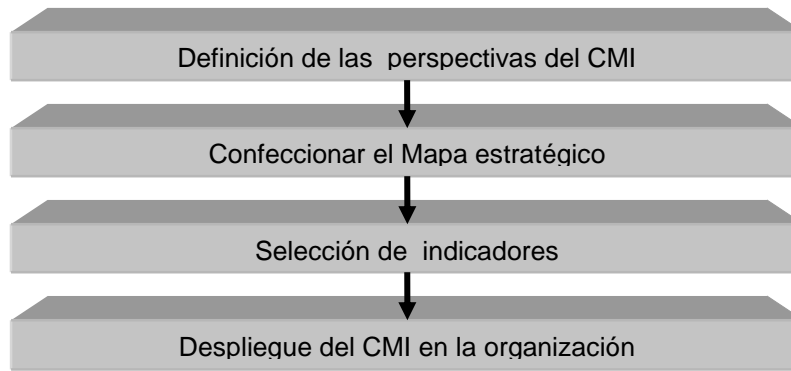 Definición de las perspectivas del CMI
Confeccionar el Mapa estratégico
Selección de indicadores
Despliegue del CMI en la organización